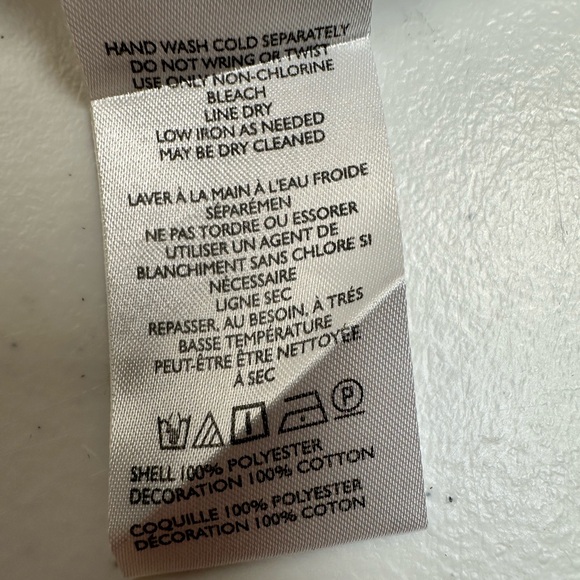 HAND WASH COLD SEPARATELY
DO NOT WRING OR TWIST
USE ONLY NON-CHLORINE
BLEACH
LINE DRY
LOW IRON AS NEEDED
MAY BE DRY CLEANED
LAVER À LA MAIN À L'EAU FROIDE
SÉPARÉMEN
NE PAS TORDRE OU ESSORER
UTILISER UN AGENT DE
BLANCHIMENT SANS CHLORE SI
NÉCESSAIRE
LIGNE SEC
REPASSER, AU BESOIN, À TRÉS
BASSE TEMPÉRATURE
PEUT-ÊTRE ÊTRE NETTOYÉE
À SEC
P
SHELL 100% POLYESTER
DECORATION 100% COTTON
COQUILLE 100% POLYESTER
DÉCORATION 100% COTON